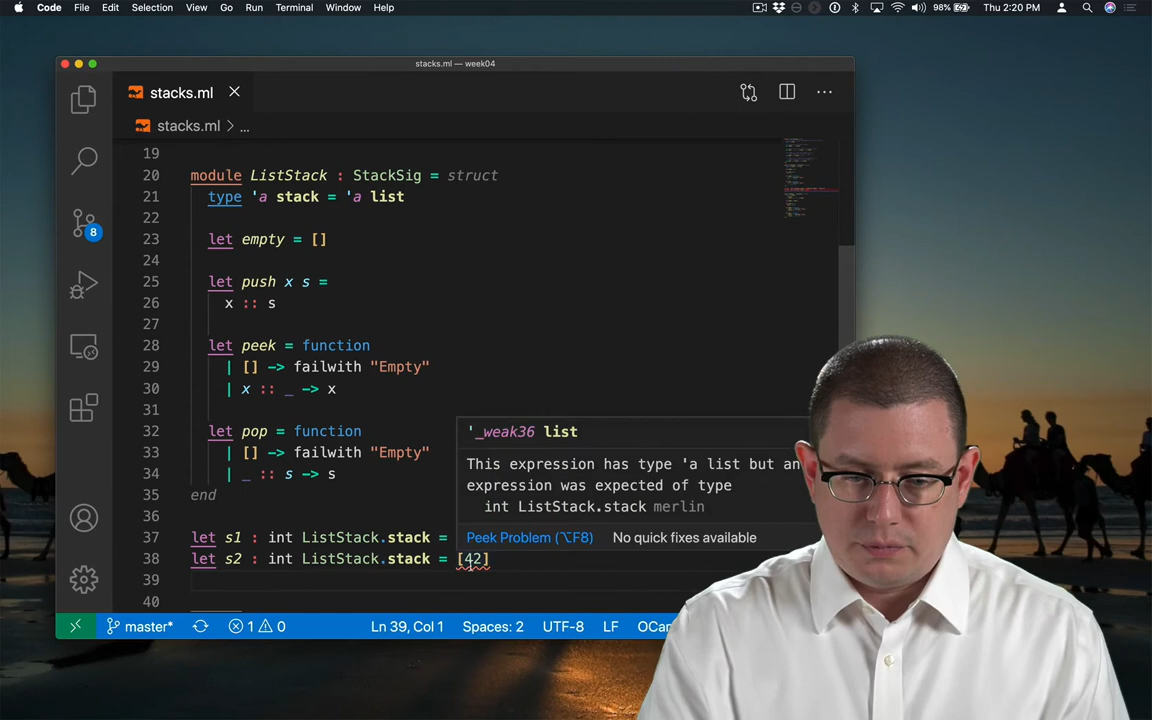 Code File Edit Selection View Go Run Terminal Window Help 98% Thu 2:20 PM
stacks.ml — week04
stacks.ml
stacks.ml > ...
19
20 module ListStack : StackSig = struct
21 type 'a stack = 'a list
22
23 let empty = []
24
25 let push x s =
26 x :: s
27
28 let peek = function
29 | [] -> failwith "Empty"
30 | x :: _ -> x
31
32 let pop = function
33 | [] -> failwith "Empty"
34 | _ :: s -> s
35 end
36
37 let s1 : int ListStack.stack =
38 let s2 : int ListStack.stack = [42]
39
40
'_weak36 list
This expression has type 'a list but an
expression was expected of type
int ListStack.stack merlin
Peek Problem (⌥F8) No quick fixes available
8
master* 1 0 Ln 39, Col 1 Spaces: 2 UTF-8 LF